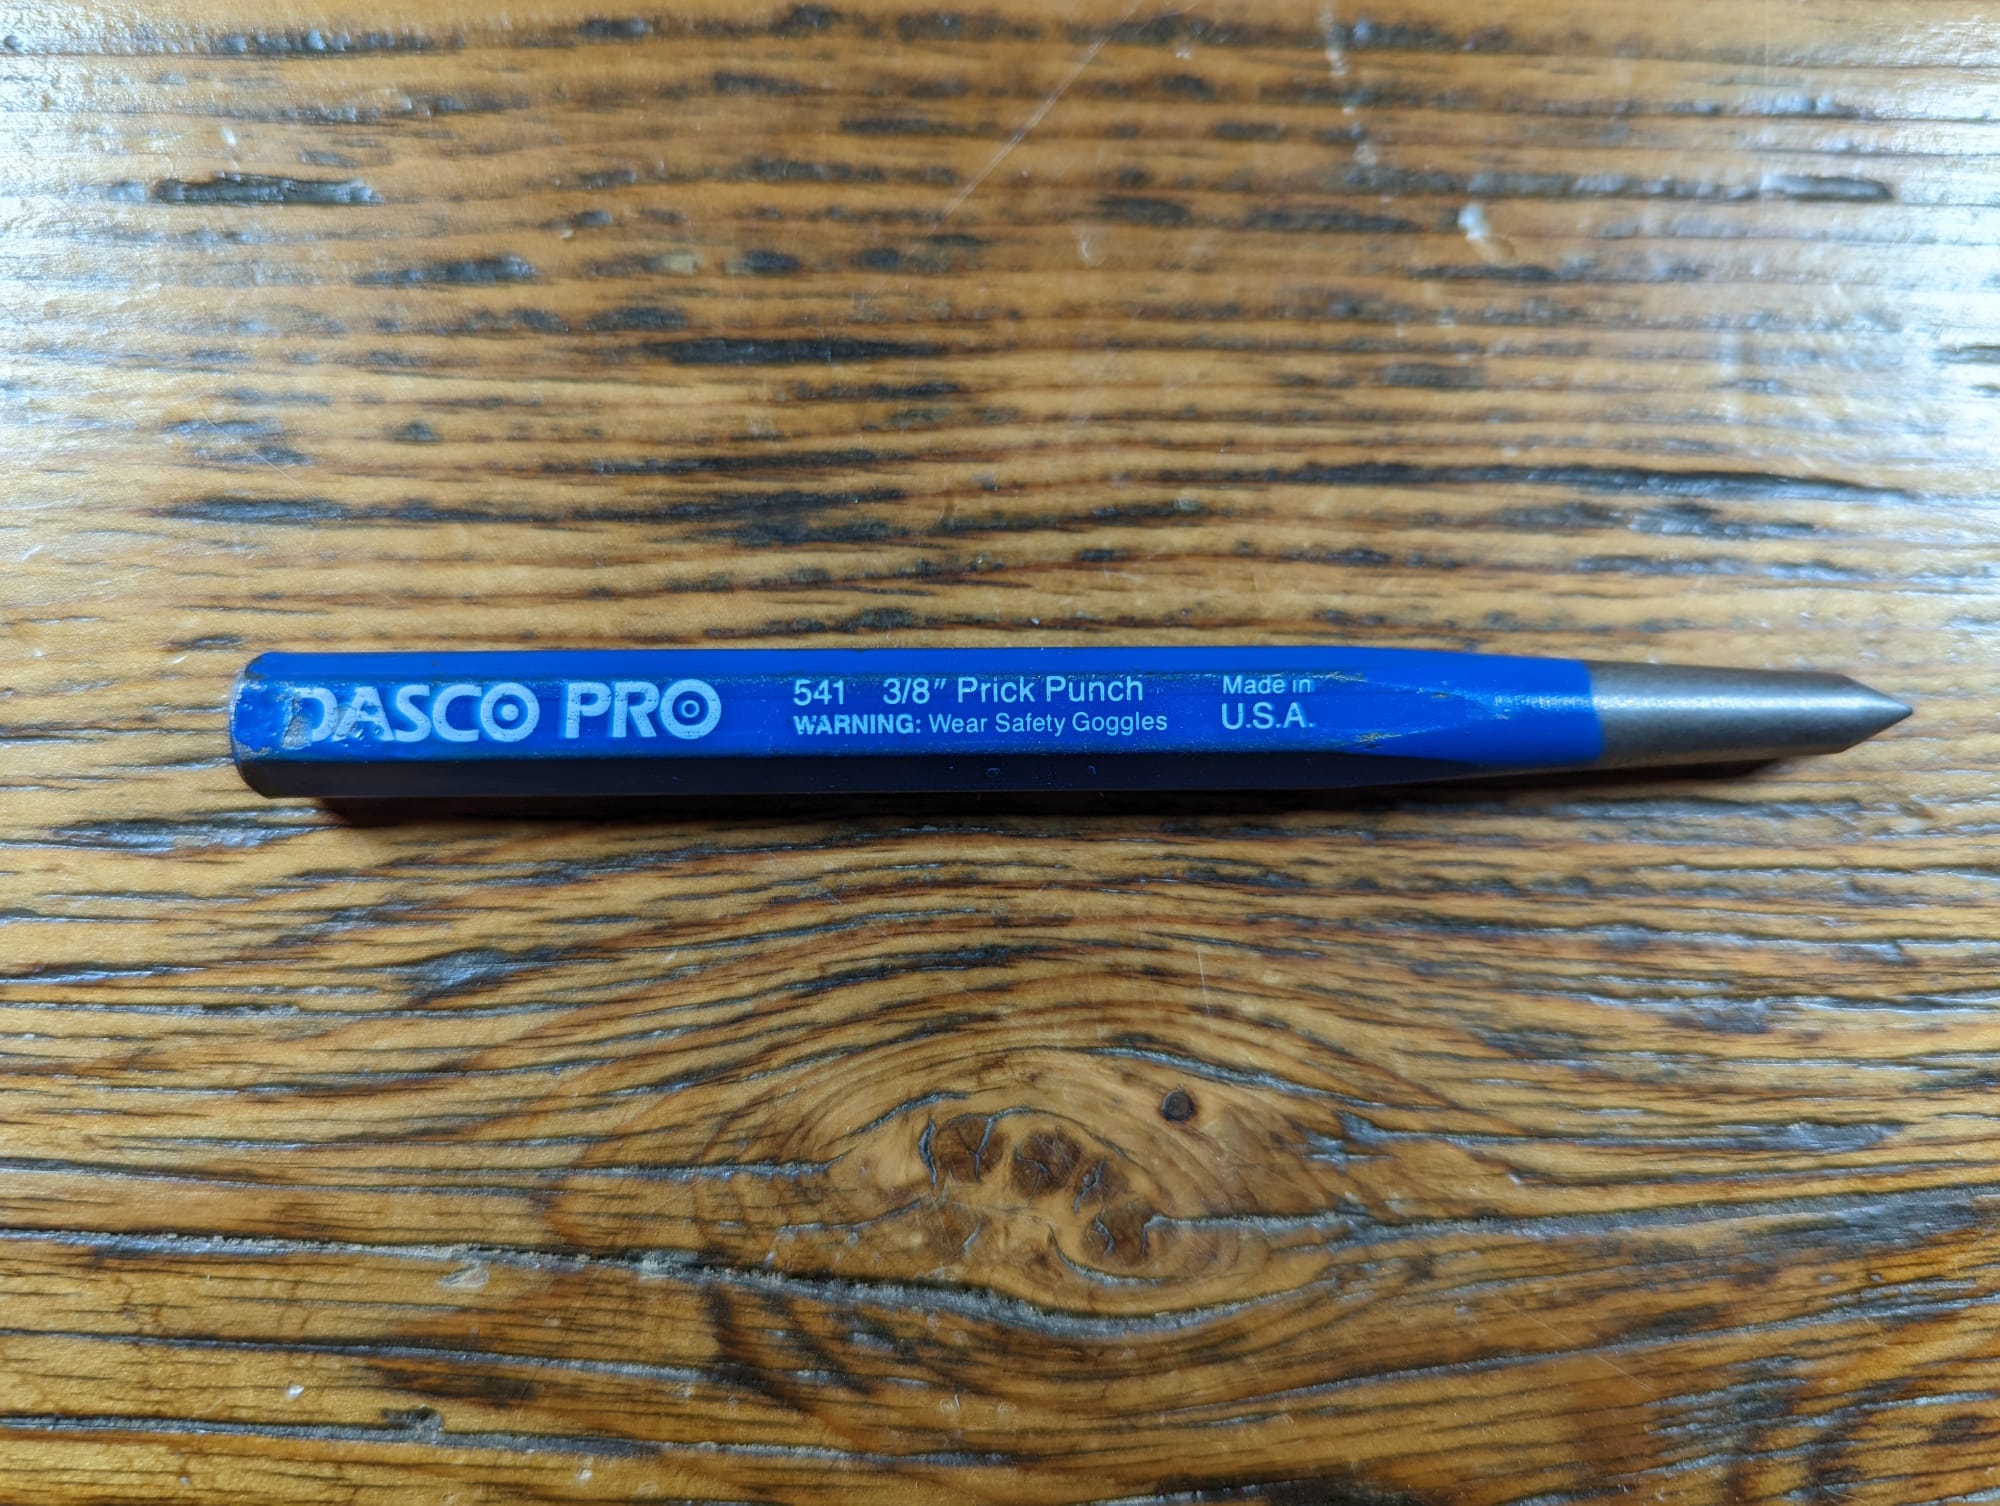 DASCO PRO
541 3/8" Prick Punch
WARNING: Wear Safety Goggles
Made in
U.S.A.